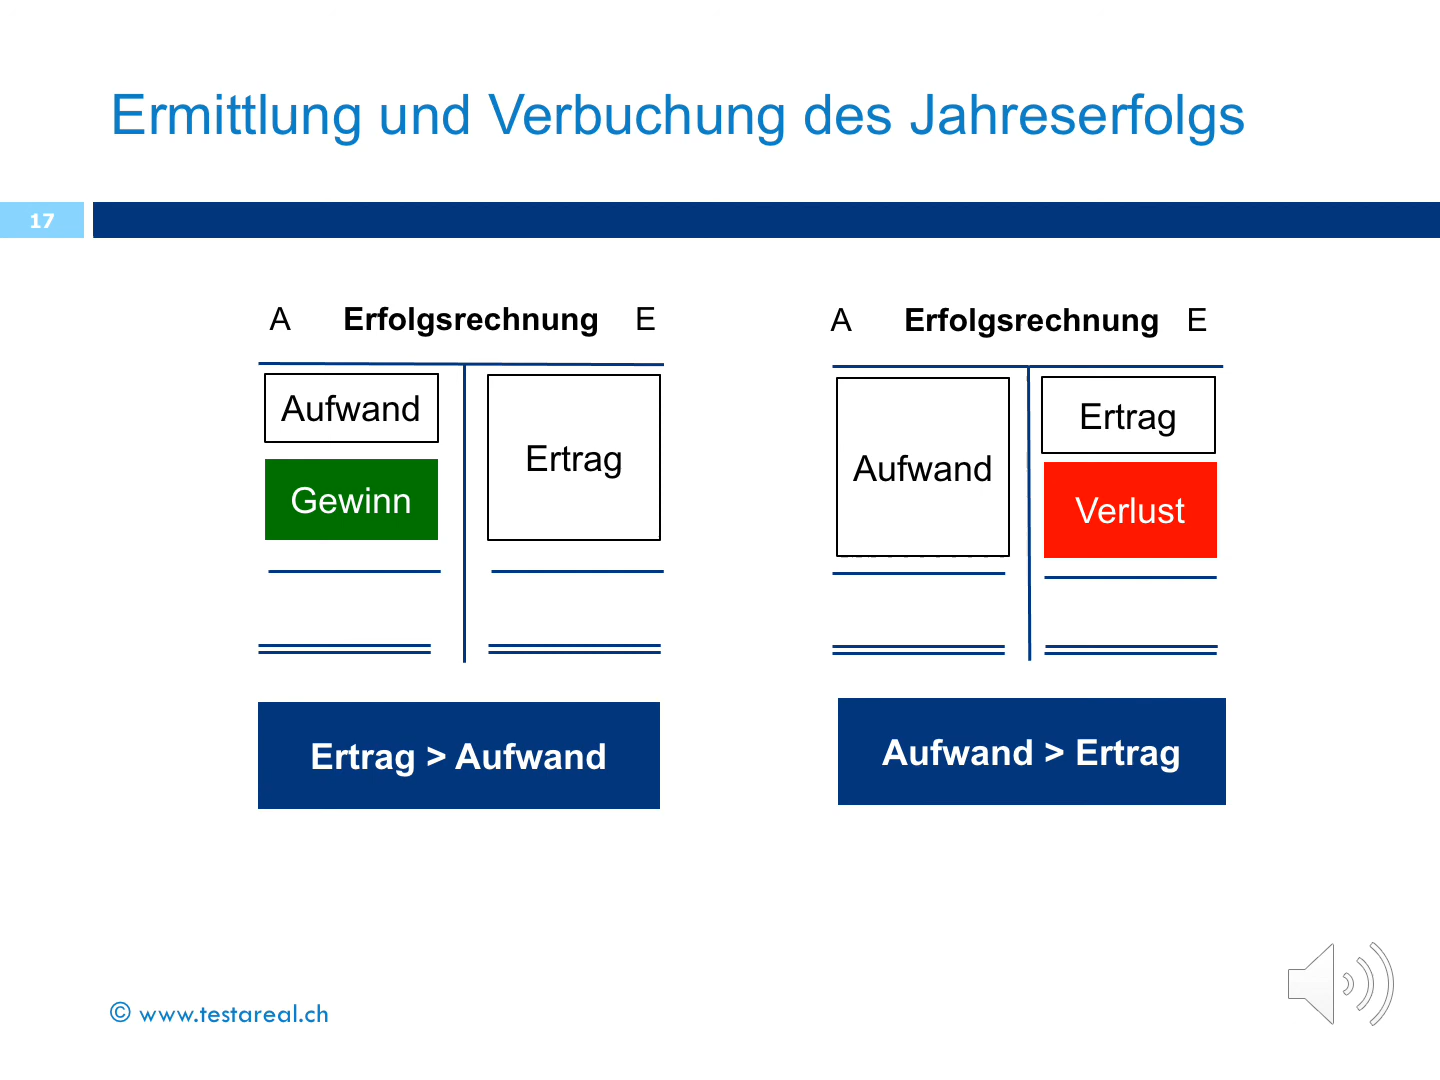 Ermittlung und Verbuchung des Jahreserfolgs
17
A Erfolgsrechnung E
Aufwand
Gewinn
Ertrag
Ertrag > Aufwand
A Erfolgsrechnung E
Aufwand
Ertrag
Verlust
Aufwand > Ertrag
© www.testareal.ch